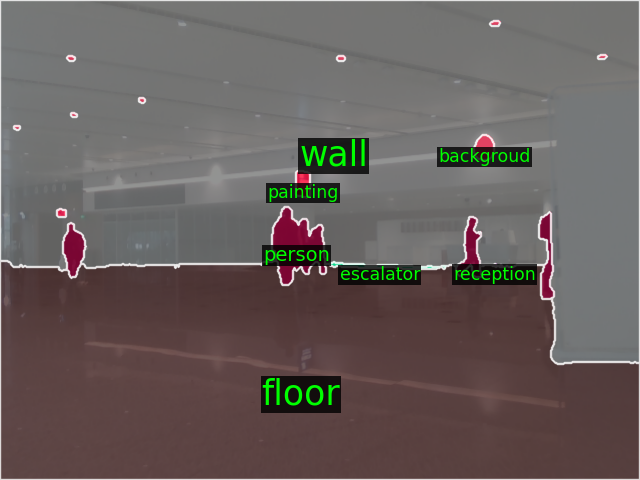 wall
backgroud
painting
person
escalator
reception
floor